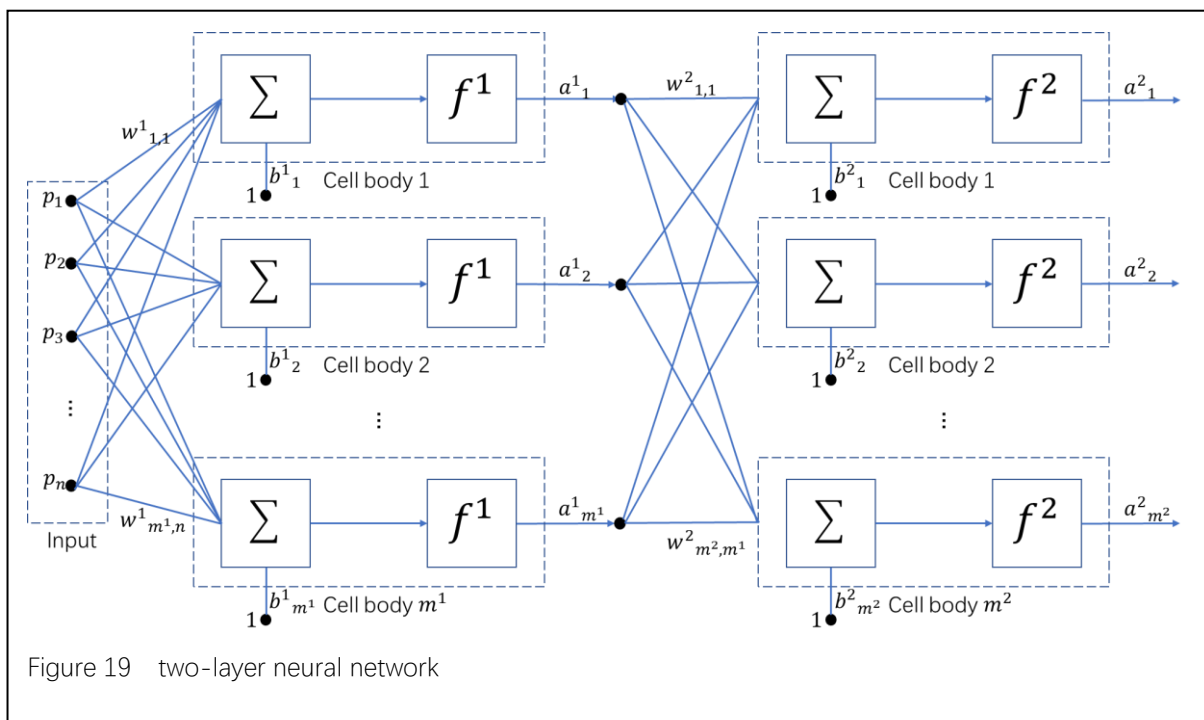 ∑ f¹ a¹₁ w²₁,₁ ∑ f² a²₁
w¹₁,₁
b¹₁ Cell body 1 b²₁ Cell body 1
1 1
p₁
p₂ ∑ f¹ a¹₂ ∑ f² a²₂
p₃
b¹₂ Cell body 2 b²₂ Cell body 2
1 1
⋮ ⋮ ⋮
pₙ ∑ f¹ a¹ₘ¹ ∑ f² a²ₘ²
w¹ₘ¹,ₙ w²ₘ²,ₘ¹
Input
b¹ₘ¹ Cell body m¹ b²ₘ² Cell body m²
1 1
Figure 19 two-layer neural network